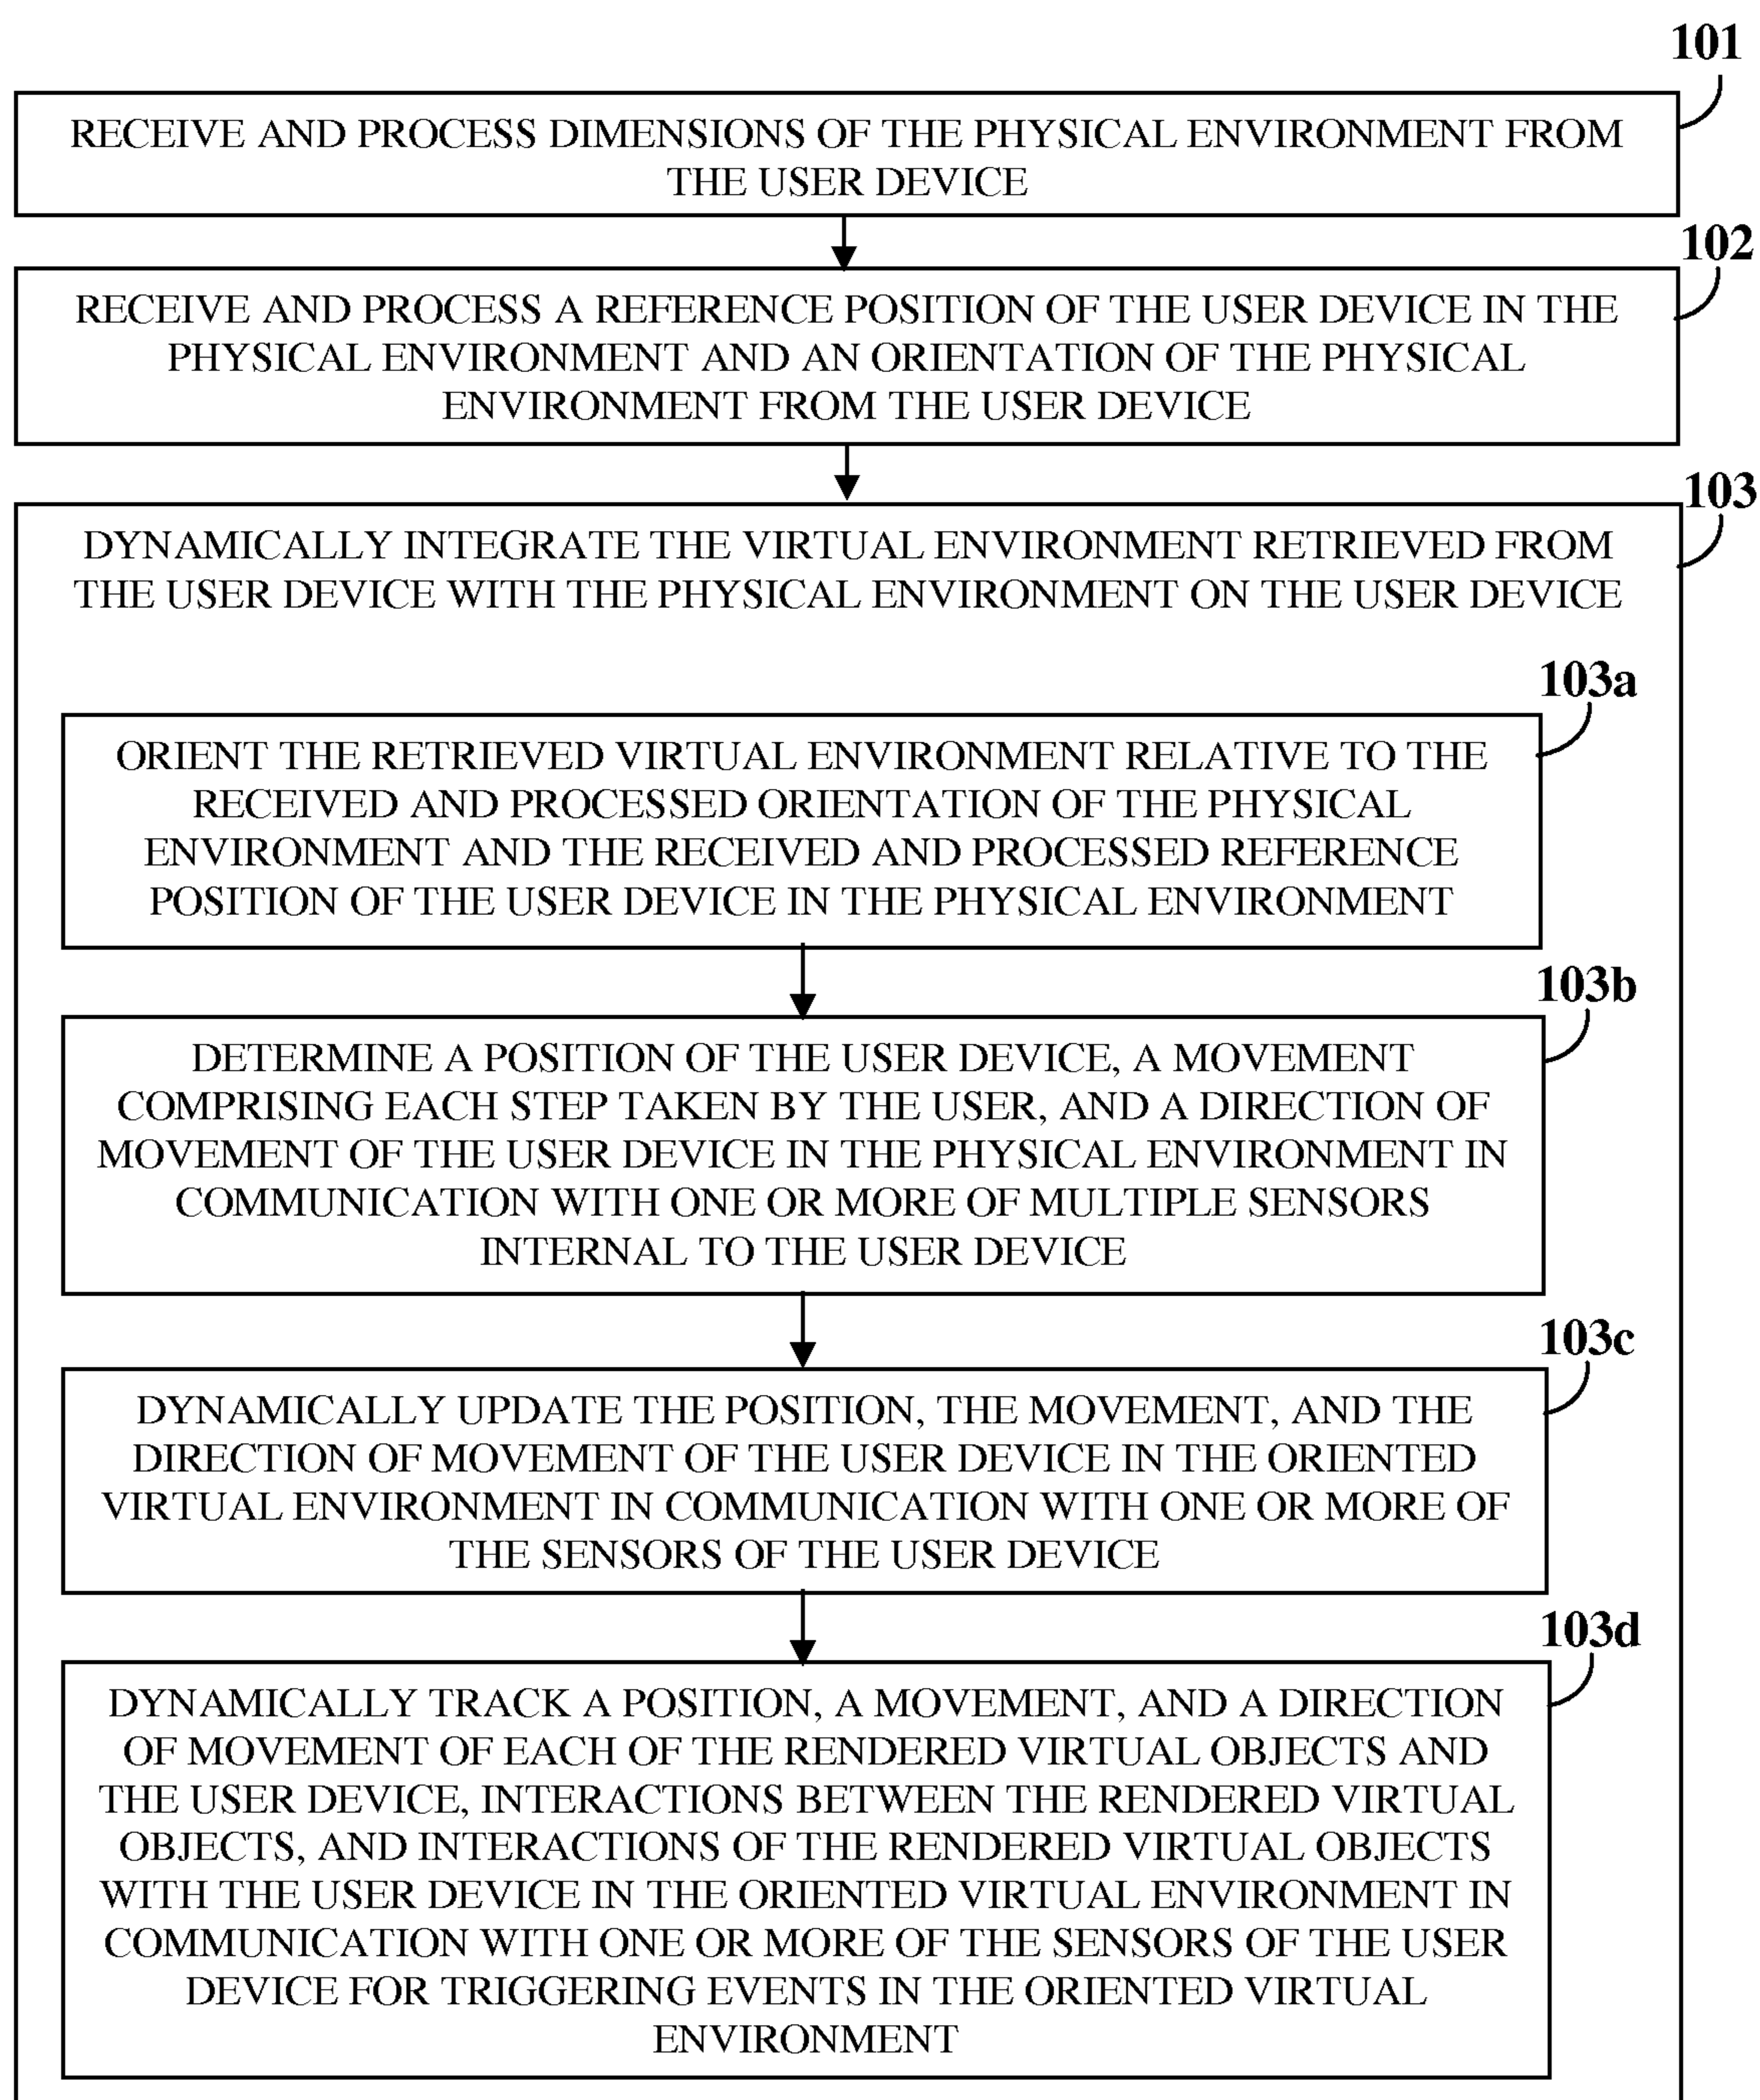 101
RECEIVE AND PROCESS DIMENSIONS OF THE PHYSICAL ENVIRONMENT FROM
THE USER DEVICE
102
RECEIVE AND PROCESS A REFERENCE POSITION OF THE USER DEVICE IN THE
PHYSICAL ENVIRONMENT AND AN ORIENTATION OF THE PHYSICAL
ENVIRONMENT FROM THE USER DEVICE
103
DYNAMICALLY INTEGRATE THE VIRTUAL ENVIRONMENT RETRIEVED FROM
THE USER DEVICE WITH THE PHYSICAL ENVIRONMENT ON THE USER DEVICE
103a
ORIENT THE RETRIEVED VIRTUAL ENVIRONMENT RELATIVE TO THE
RECEIVED AND PROCESSED ORIENTATION OF THE PHYSICAL
ENVIRONMENT AND THE RECEIVED AND PROCESSED REFERENCE
POSITION OF THE USER DEVICE IN THE PHYSICAL ENVIRONMENT
103b
DETERMINE A POSITION OF THE USER DEVICE, A MOVEMENT
COMPRISING EACH STEP TAKEN BY THE USER, AND A DIRECTION OF
MOVEMENT OF THE USER DEVICE IN THE PHYSICAL ENVIRONMENT IN
COMMUNICATION WITH ONE OR MORE OF MULTIPLE SENSORS
INTERNAL TO THE USER DEVICE
103c
DYNAMICALLY UPDATE THE POSITION, THE MOVEMENT, AND THE
DIRECTION OF MOVEMENT OF THE USER DEVICE IN THE ORIENTED
VIRTUAL ENVIRONMENT IN COMMUNICATION WITH ONE OR MORE OF
THE SENSORS OF THE USER DEVICE
103d
DYNAMICALLY TRACK A POSITION, A MOVEMENT, AND A DIRECTION
OF MOVEMENT OF EACH OF THE RENDERED VIRTUAL OBJECTS AND
THE USER DEVICE, INTERACTIONS BETWEEN THE RENDERED VIRTUAL
OBJECTS, AND INTERACTIONS OF THE RENDERED VIRTUAL OBJECTS
WITH THE USER DEVICE IN THE ORIENTED VIRTUAL ENVIRONMENT IN
COMMUNICATION WITH ONE OR MORE OF THE SENSORS OF THE USER
DEVICE FOR TRIGGERING EVENTS IN THE ORIENTED VIRTUAL
ENVIRONMENT